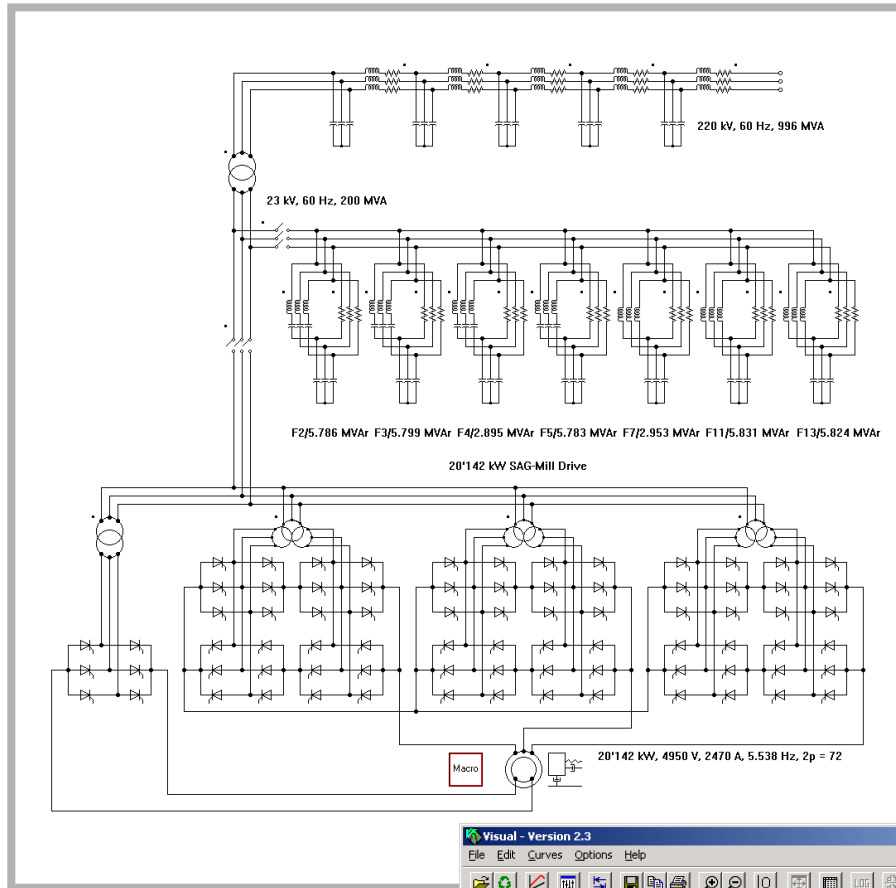 220 kV, 60 Hz, 996 MVA
23 kV, 60 Hz, 200 MVA
F2/5.786 MVAr F3/5.799 MVAr F4/2.895 MVAr F5/5.783 MVAr F7/2.953 MVAr F11/5.831 MVAr F13/5.824 MVAr
20'142 kW SAG-Mill Drive
20'142 kW, 4950 V, 2470 A, 5.538 Hz, 2p = 72
Macro
Visual - Version 2.3
File Edit Curves Options Help
LOG